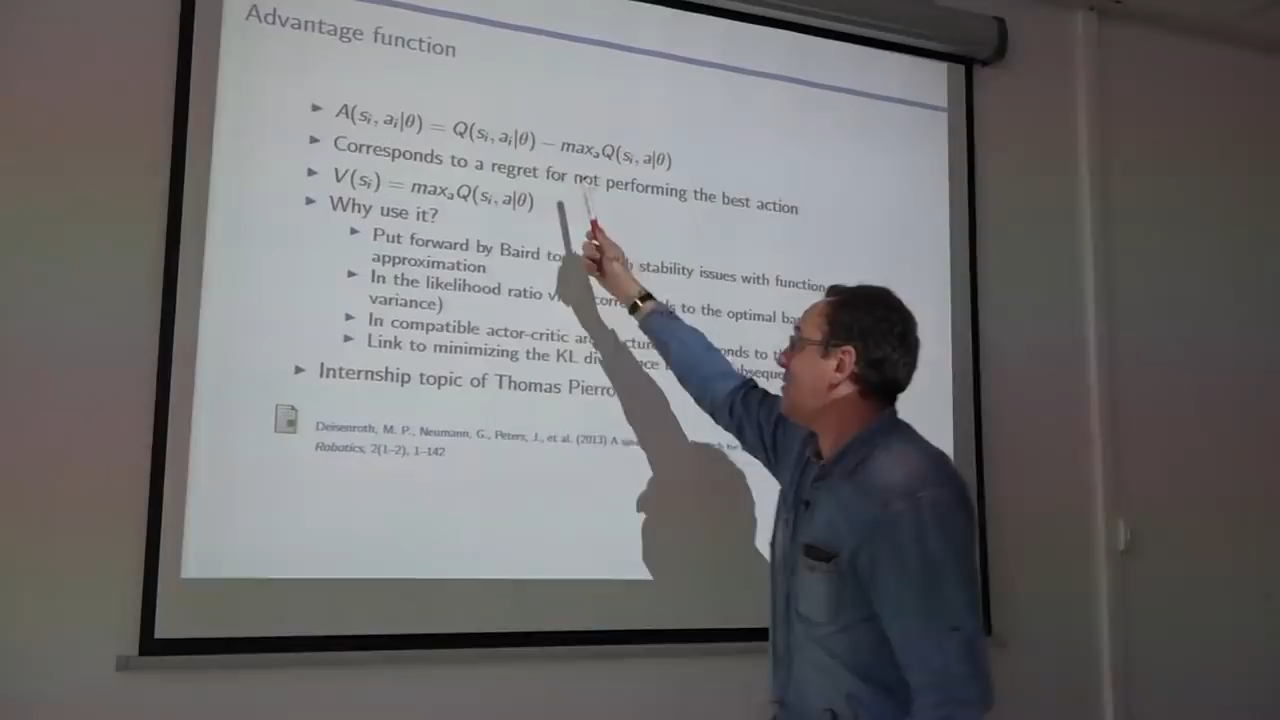 Advantage function
A(sᵢ, aᵢ|θ) = Q(sᵢ, aᵢ|θ) − maxₐQ(sᵢ, a|θ)
Corresponds to a regret for not performing the best action
V(sᵢ) = maxₐQ(sᵢ, a|θ)
Why use it?
Put forward by Baird to stability issues with function
approximation
In the likelihood ratio to the optimal
variance)
In compatible actor-critic
Link to minimizing the KL
Internship topic of Thomas
Deisenroth, M. P., Neumann, G., Peters, J., et al. (2013) A
Robotics, 2(1–2), 1–142